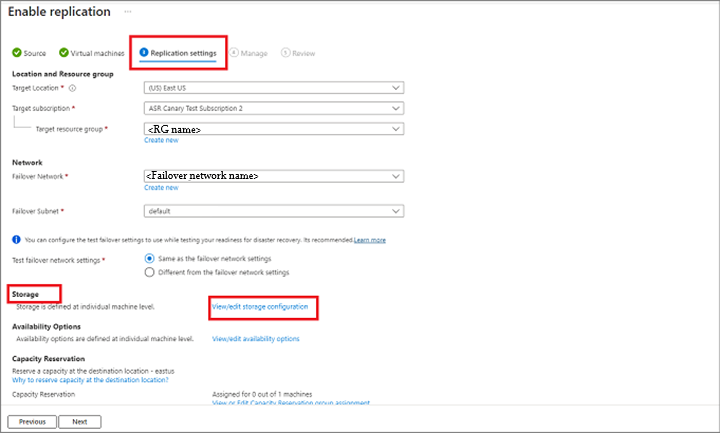 Enable replication ...
Source
Virtual machines
3 Replication settings
4 Manage
5 Review
Location and Resource group
Target Location * (US) East US
Target subscription * ASR Canary Test Subscription 2
Target resource group * <RG name>
Create new
Network
Failover Network * <Failover network name>
Create new
Failover Subnet * default
You can configure the test failover settings to use while testing your readiness for disaster recovery. Its recommended.Learn more
Test failover network settings * Same as the failover network settings
Different from the failover network settings
Storage
Storage is defined at individual machine level. View/edit storage configuration
Availability Options
Availability options are defined at individual machine level. View/edit availability options
Capacity Reservation
Reserve a capacity at the destination location - eastus
Why to reserve capacity at the destination location?
Capacity Reservation Assigned for 0 out of 1 machines
View or Edit Capacity Reservation group assignment
Previous Next